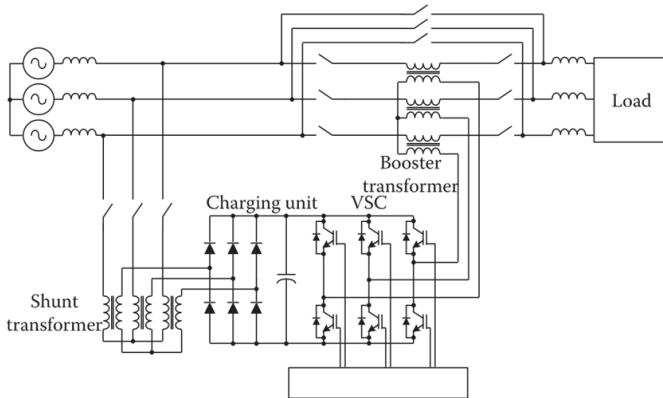 Load
Booster
transformer
Charging unit
VSC
Shunt
transformer